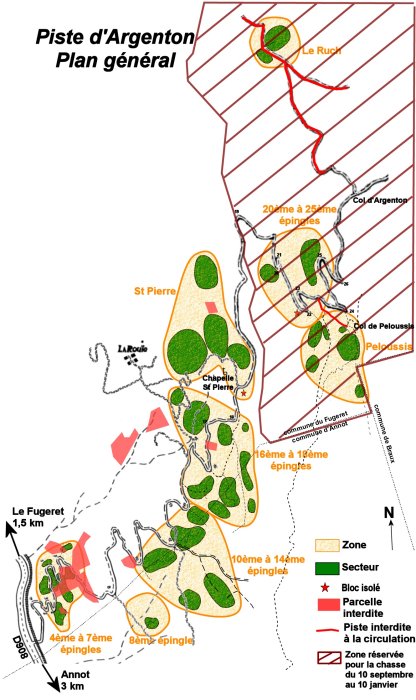 Piste d'Argenton
Plan général
Le Ruch
Col d'Argenton
20ème à 25ème
épingles
St Pierre
Col de Peloussis
Peloussis
LA ROUIE
Chapelle
St Pierre
commune du Fugeret
commune d'Annot
commune de Braux
16ème à 19ème
épingles
Le Fugeret
1,5 km
N
10ème à 14ème
épingles
4ème à 7ème
épingles
8ème épingle
D908
Annot
3 km
Zone
Secteur
Bloc isolé
Parcelle
interdite
Piste interdite
à la circulation
Zone réservée
pour la chasse
du 10 septembre
au 10 janvier